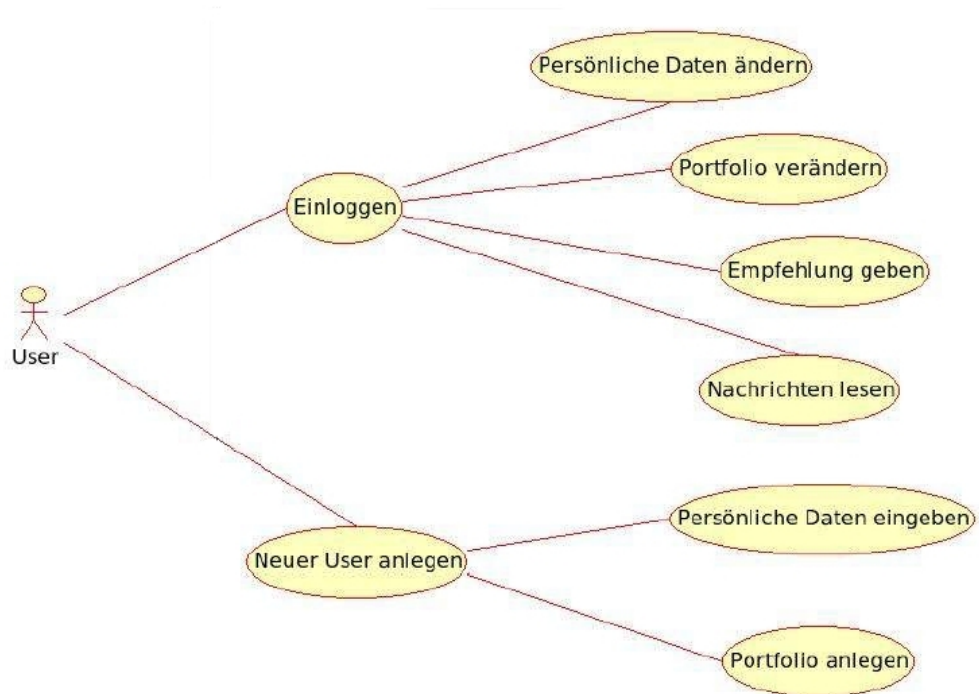 Persönliche Daten ändern
Portfolio verändern
Einloggen
Empfehlung geben
User
Nachrichten lesen
Persönliche Daten eingeben
Neuer User anlegen
Portfolio anlegen